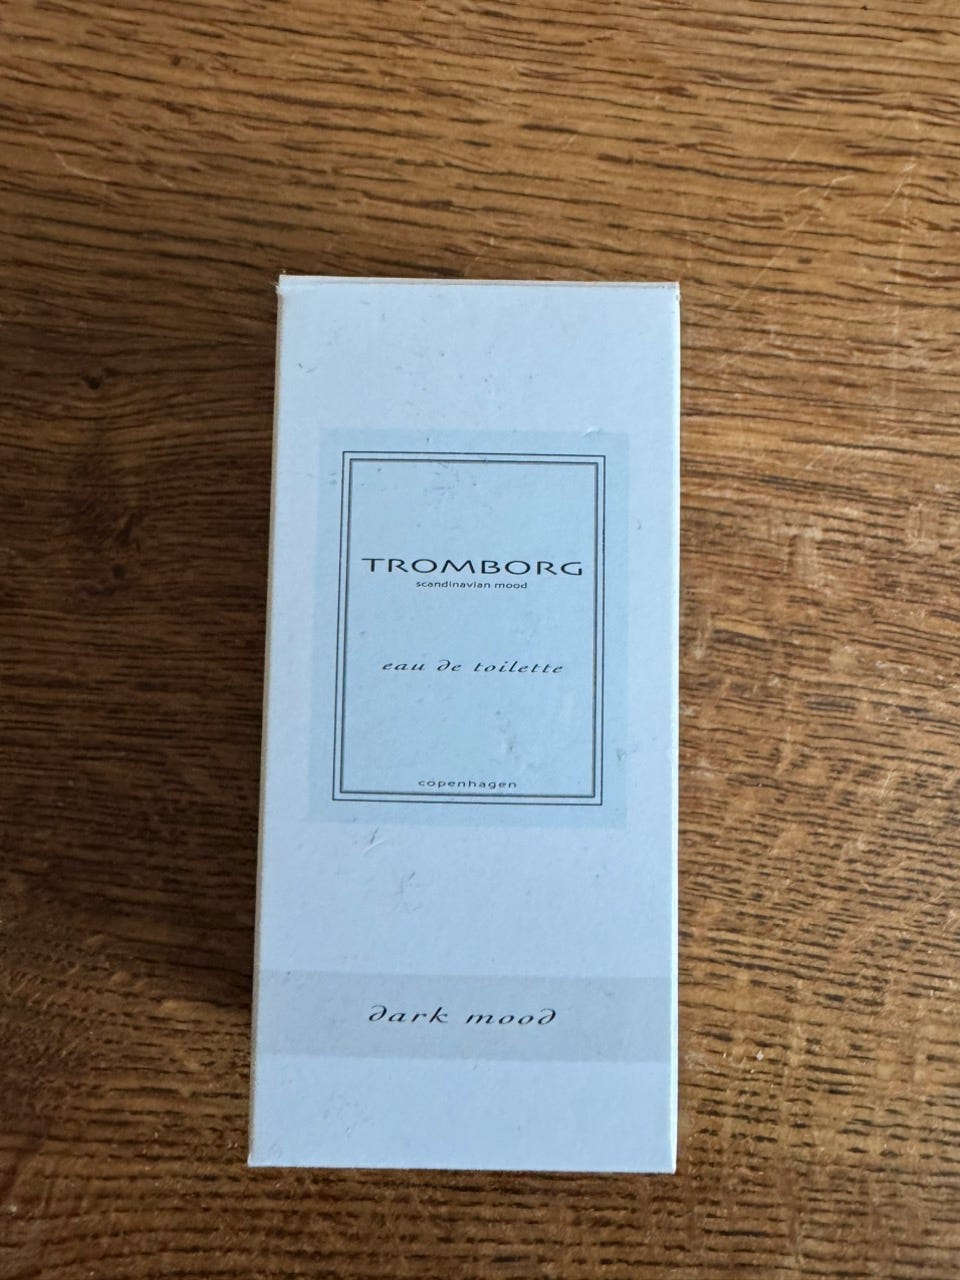 TROMBORG
scandinavian mood
eau de toilette
copenhagen
dark mood